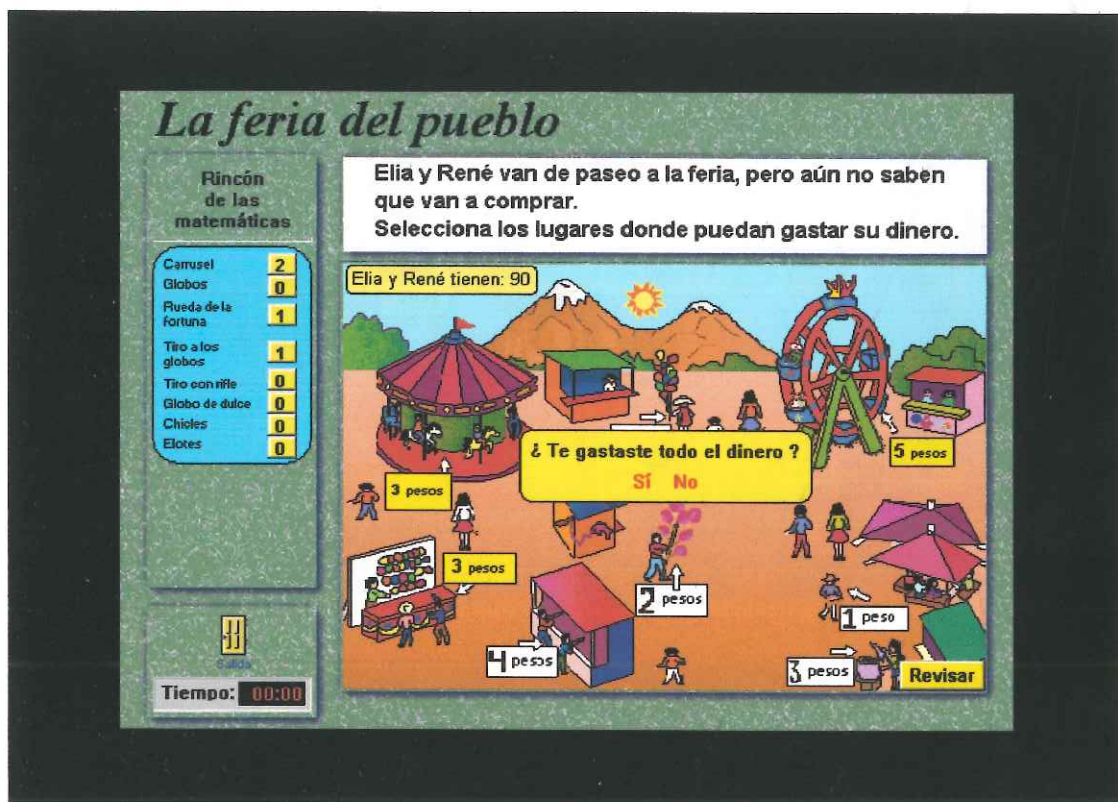 La feria del pueblo
Rincón
de las
matemáticas
Carrusel 2
Globos 0
Rueda de la
fortuna 1
Tiro a los
globos 1
Tiro con rifle 0
Globo de dulce 0
Chicles 0
Elotes 0
Salida
Tiempo: 00:00
Elia y René van de paseo a la feria, pero aún no saben
que van a comprar.
Selecciona los lugares donde puedan gastar su dinero.
Elia y René tienen: 90
¿ Te gastaste todo el dinero ?
Sí No
5 pesos
3 pesos
3 pesos
2 pesos
1 peso
4 pesos
3 pesos
Revisar